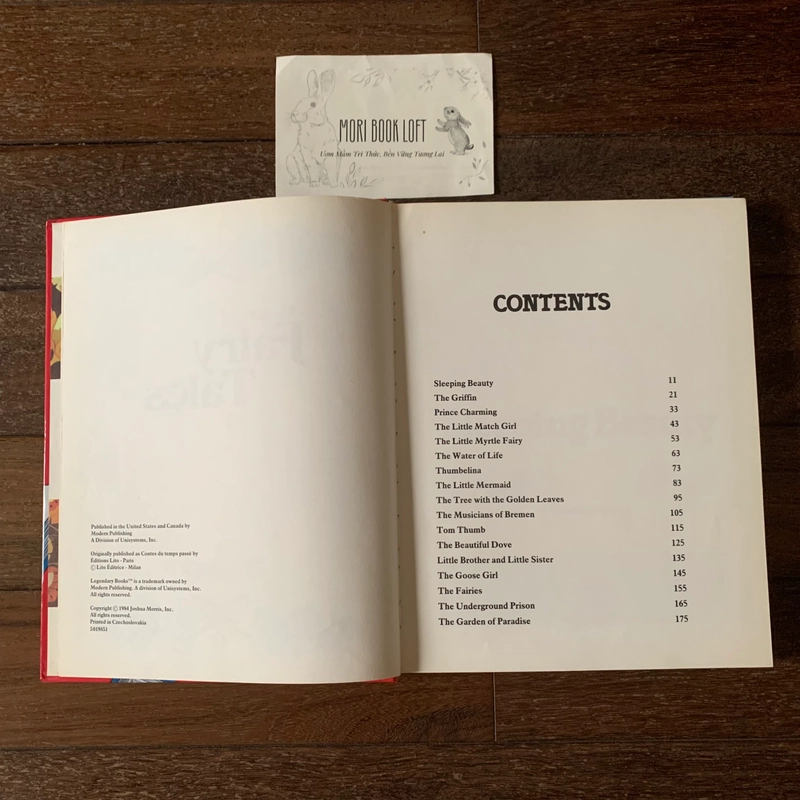 MORI BOOK LOFT
Ươm Mầm Tri Thức, Bền Vững Tương Lai
Published in the United States and Canada by
Modern Publishing
A Division of Unisystems, Inc.
Originally published as Contes du temps passé by
Éditions Lito - Paris
© Lito Éditrice - Milan
Legendary Books™ is a trademark owned by
Modern Publishing. A division of Unisystems, Inc.
All rights reserved.
Copyright © 1984 Joshua Morris, Inc.
All rights reserved.
Printed in Czechoslovakia
5019851
CONTENTS
Sleeping Beauty 11
The Griffin 21
Prince Charming 33
The Little Match Girl 43
The Little Myrtle Fairy 53
The Water of Life 63
Thumbelina 73
The Little Mermaid 83
The Tree with the Golden Leaves 95
The Musicians of Bremen 105
Tom Thumb 115
The Beautiful Dove 125
Little Brother and Little Sister 135
The Goose Girl 145
The Fairies 155
The Underground Prison 165
The Garden of Paradise 175